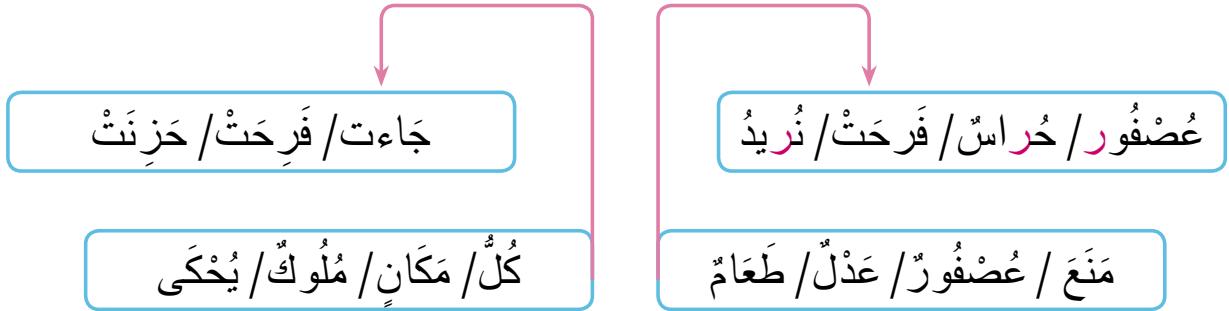 عُصْفُور/ حُراسٌ/ فَرحَتْ/ نُريدُ
جَاءت/ فَرِحَتْ/ حَزِنَتْ
مَنَعَ / عُصْفُورٌ/ عَدْلٌ/ طَعَامٌ
كُلُّ/ مَكَانٍ/ مُلُوكٌ/ يُحْكَى